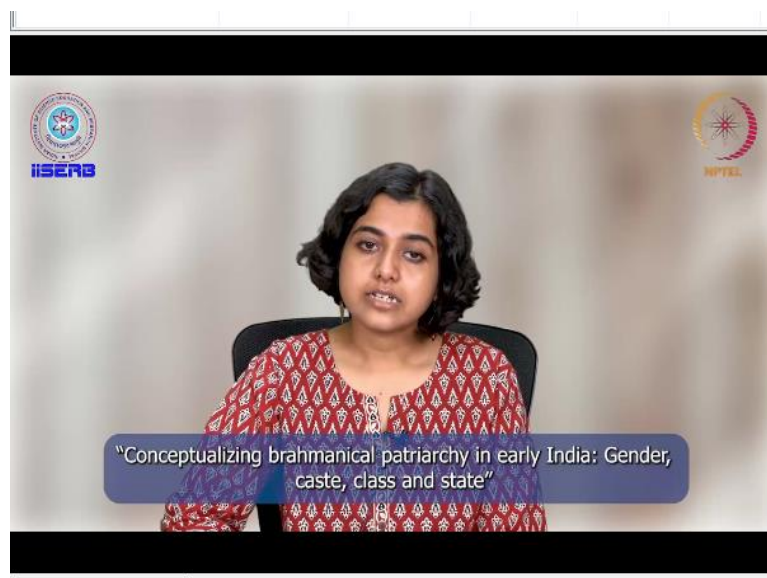 IISERB
NPTEL
“Conceptualizing brahmanical patriarchy in early India: Gender,
caste, class and state”